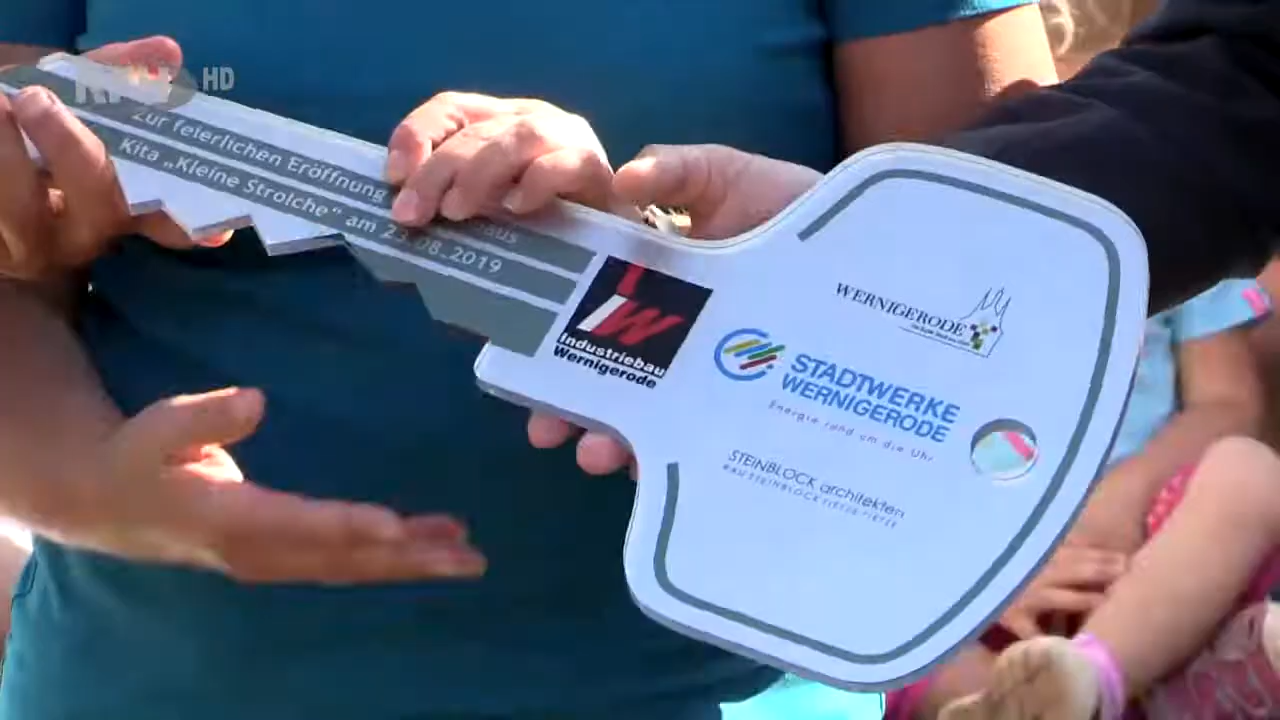 HD
Zur feierlichen Eröffnung
haus
Kita „Kleine Strolche“ am 23.08.2019
IW
Industriebau
Wernigerode
WERNIGERODE
STADTWERKE
WERNIGERODE
Energie rund um die Uhr
STEINBLOCK architekten